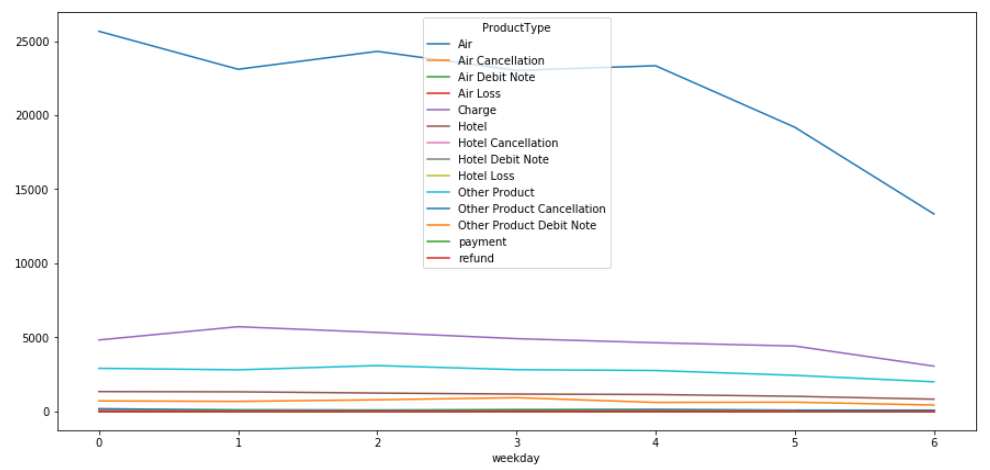 ProductType
Air
Air Cancellation
Air Debit Note
Air Loss
Charge
Hotel
Hotel Cancellation
Hotel Debit Note
Hotel Loss
Other Product
Other Product Cancellation
Other Product Debit Note
payment
refund
25000
20000
15000
10000
5000
0
0 1 2 3 4 5 6
weekday